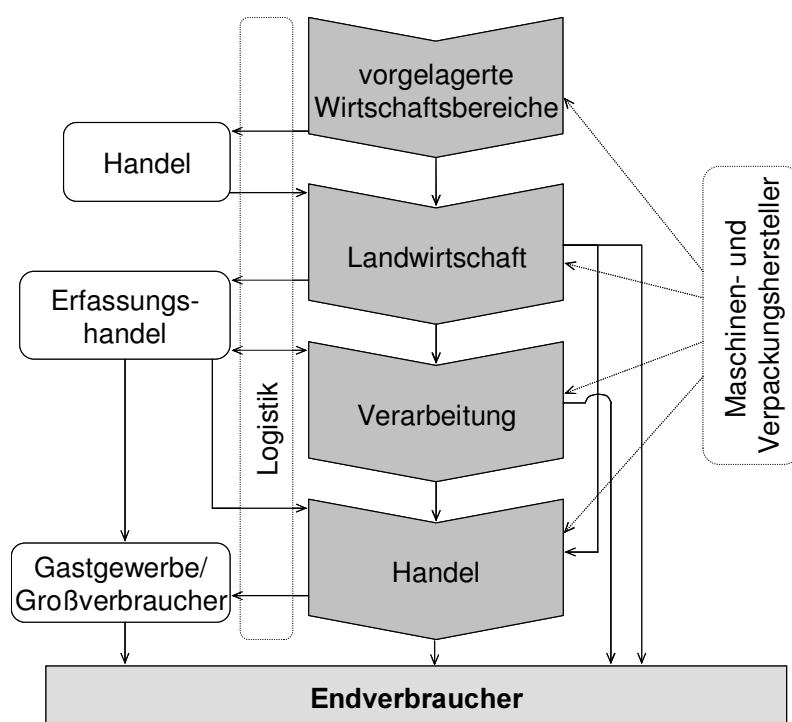 vorgelagerte
Wirtschaftsbereiche
Handel
Landwirtschaft
Erfassungs-
handel
Verarbeitung
Logistik
Maschinen- und
Verpackungshersteller
Handel
Gastgewerbe/
Großverbraucher
Endverbraucher